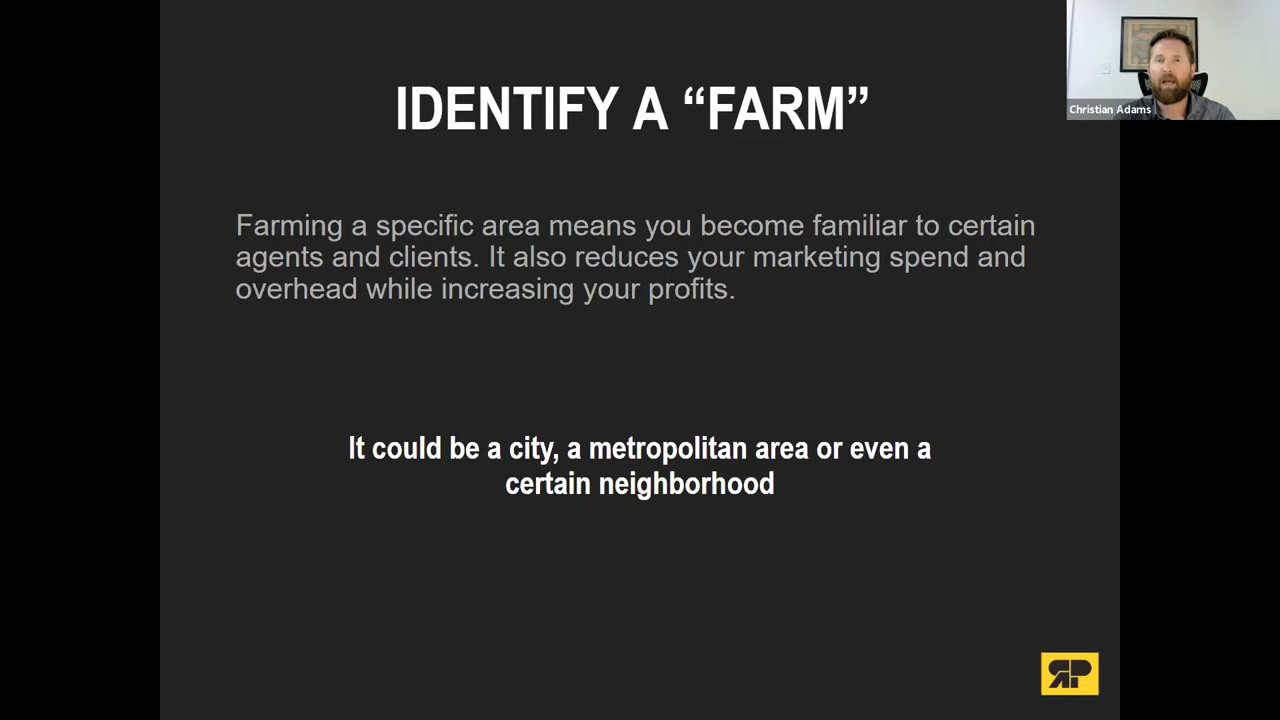 IDENTIFY A “FARM”
Christian Adams
Farming a specific area means you become familiar to certain
agents and clients. It also reduces your marketing spend and
overhead while increasing your profits.
It could be a city, a metropolitan area or even a
certain neighborhood